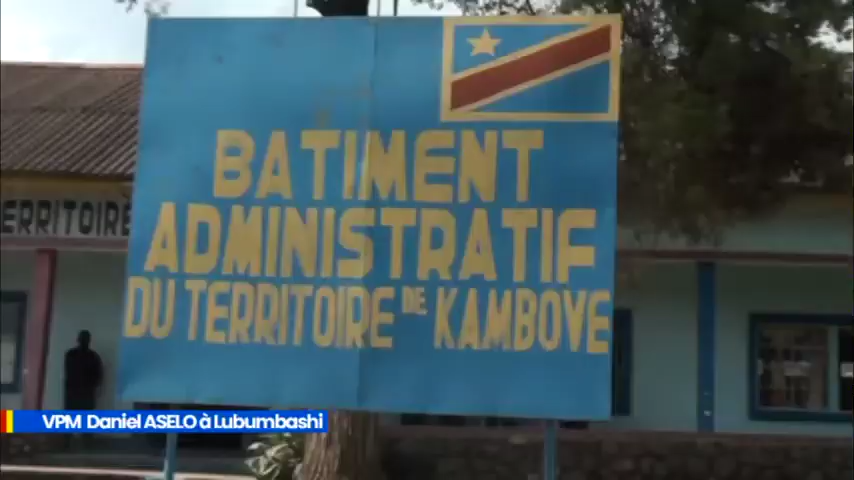 BATIMENT
ADMINISTRATIF
DU TERRITOIRE DE KAMBOVE
TERRITOIRE
VPM Daniel ASELO à Lubumbashi